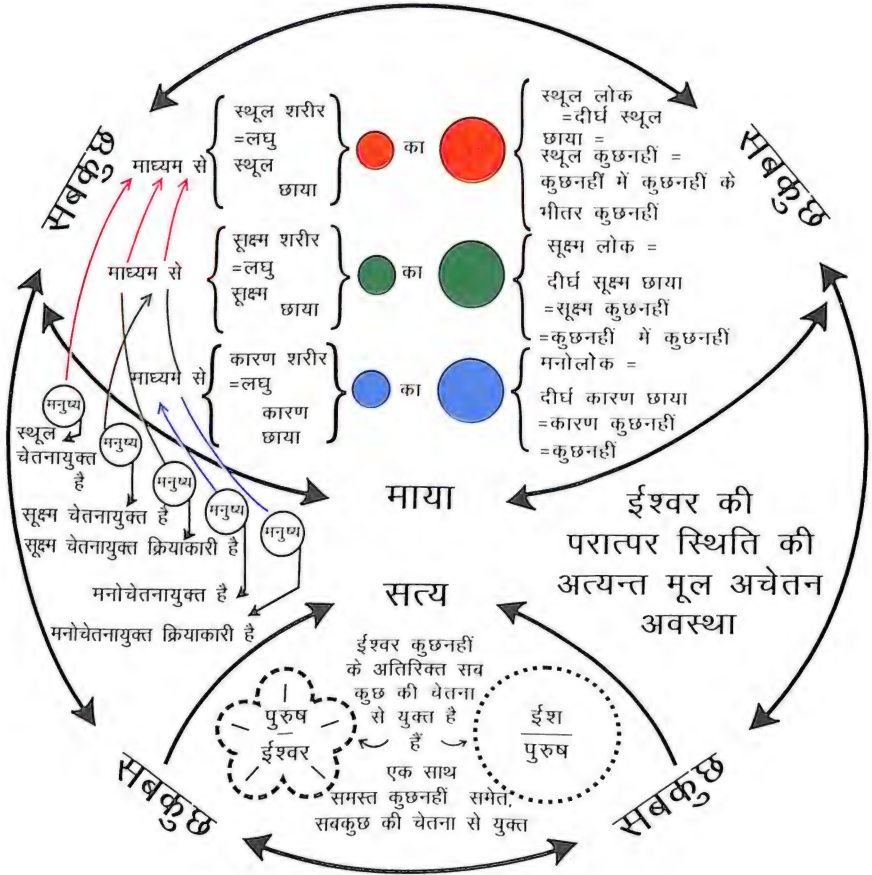 सबकुछ
सबकुछ
माध्यम से
स्थूल शरीर
=लघु
स्थूल
छाया
का
स्थूल लोक
=दीर्घ स्थूल
छाया =
स्थूल कुछनहीं =
कुछनहीं में कुछनहीं के
भीतर कुछनहीं
माध्यम से
सूक्ष्म शरीर
=लघु
सूक्ष्म
छाया
का
सूक्ष्म लोक =
दीर्घ सूक्ष्म छाया
=सूक्ष्म कुछनहीं
=कुछनहीं में कुछनहीं
माध्यम से
कारण शरीर
=लघु
कारण
छाया
का
मनोलोक =
दीर्घ कारण छाया
=कारण कुछनहीं
=कुछनहीं
मनुष्य
स्थूल
चेतनायुक्त
है
मनुष्य
सूक्ष्म चेतनायुक्त है
मनुष्य
सूक्ष्म चेतनायुक्त क्रियाकारी है
मनुष्य
मनोचेतनायुक्त है
मनुष्य
मनोचेतनायुक्त क्रियाकारी है
माया
सत्य
ईश्वर की
परात्पर स्थिति की
अत्यन्त मूल अचेतन
अवस्था
ईश्वर कुछनहीं
के अतिरिक्त सब
कुछ की चेतना
से युक्त है
हैं
एक साथ
समस्त कुछनहीं समेत,
सबकुछ की चेतना से युक्त
पुरुष
ईश्वर
ईश
पुरुष
सबकुछ
सबकुछ